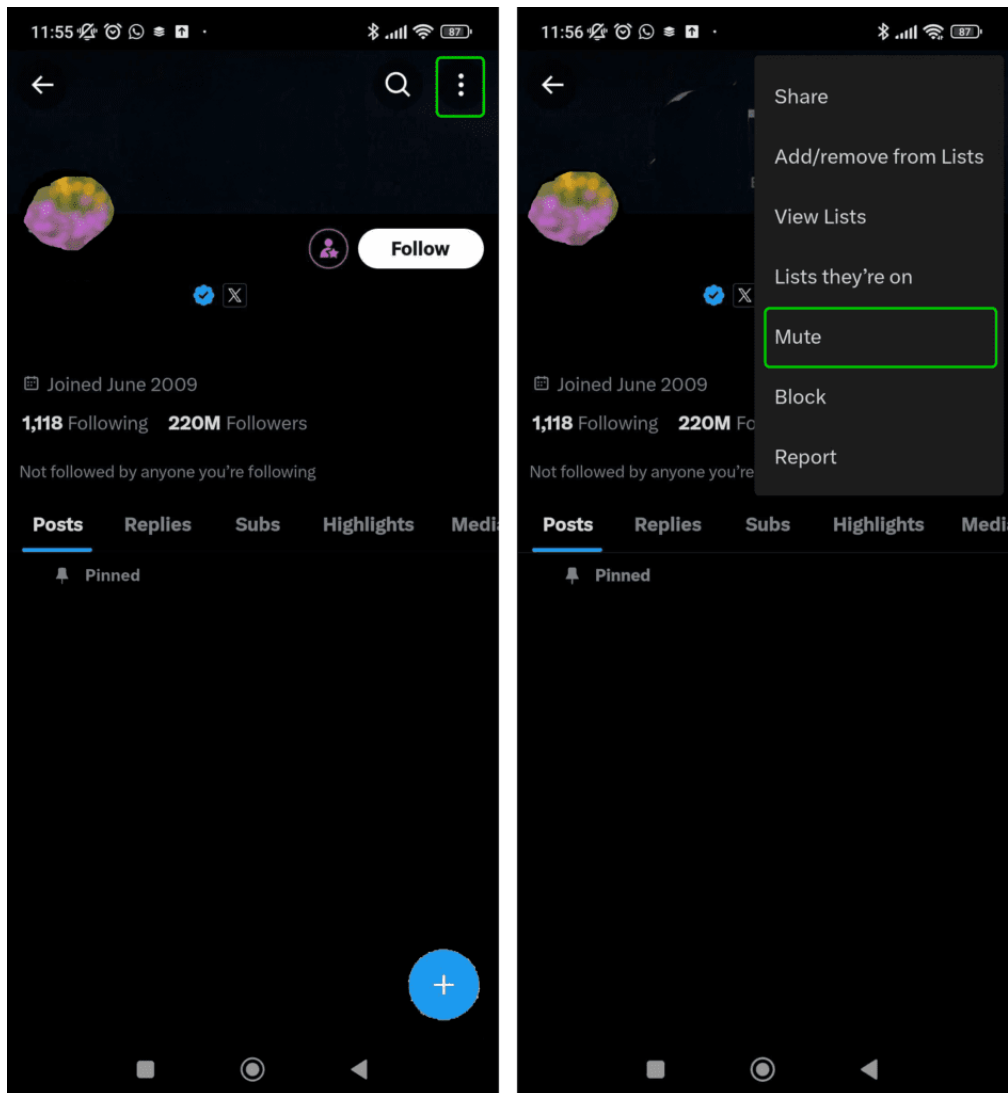 11:55
87
Follow
Joined June 2009
1,118 Following 220M Followers
Not followed by anyone you're following
Posts Replies Subs Highlights Medi
Pinned
11:56
87
Share
Add/remove from Lists
View Lists
Lists they're on
Mute
Block
Report
Joined June 2009
1,118 Following 220M Fo
Not followed by anyone you're
Posts Replies Subs Highlights Medi
Pinned